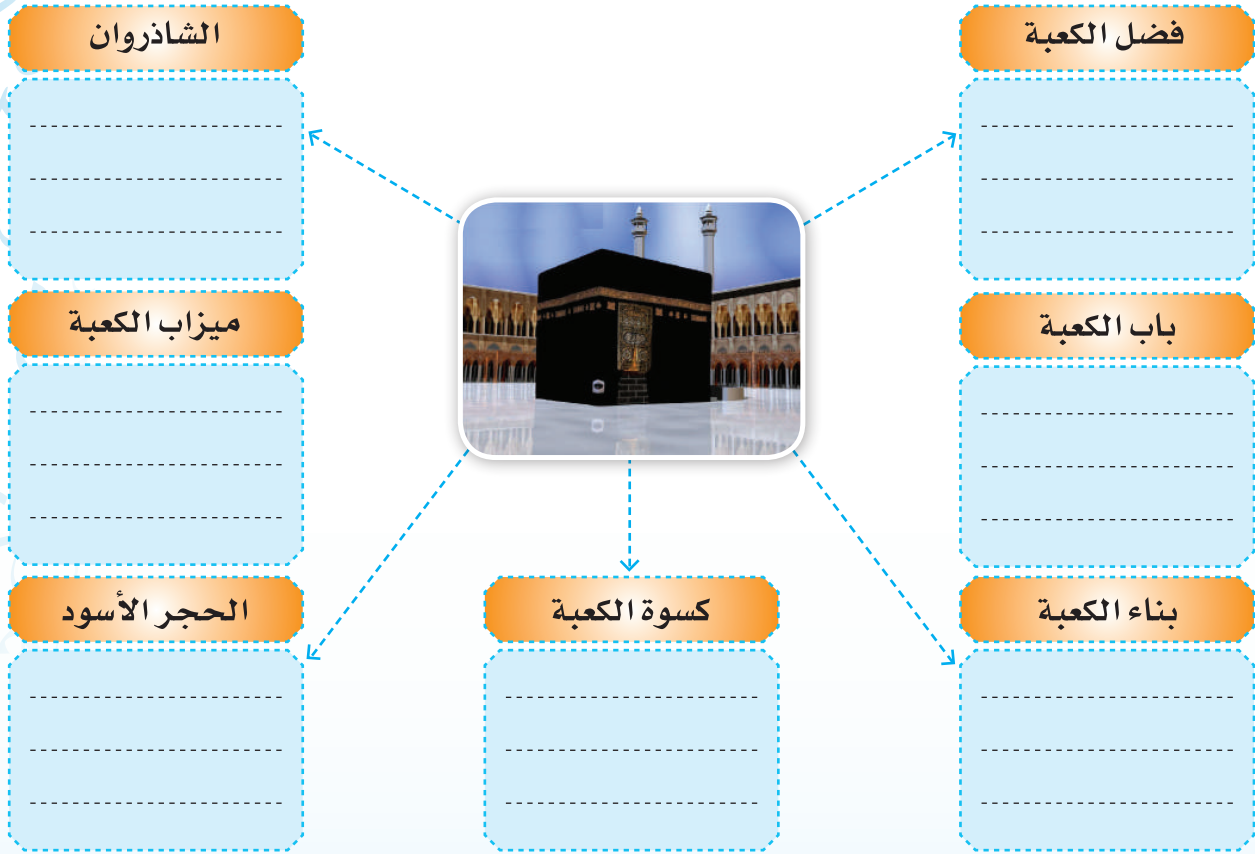 فضل الكعبة
الشاذروان
باب الكعبة
ميزاب الكعبة
بناء الكعبة
كسوة الكعبة
الحجر الأسود